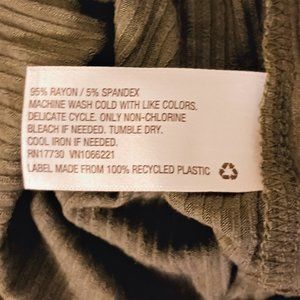 95% RAYON / 5% SPANDEX
MACHINE WASH COLD WITH LIKE COLORS.
DELICATE CYCLE. ONLY NON-CHLORINE
BLEACH IF NEEDED. TUMBLE DRY.
COOL IRON IF NEEDED.
RN17730 VN1066221
LABEL MADE FROM 100% RECYCLED PLASTIC